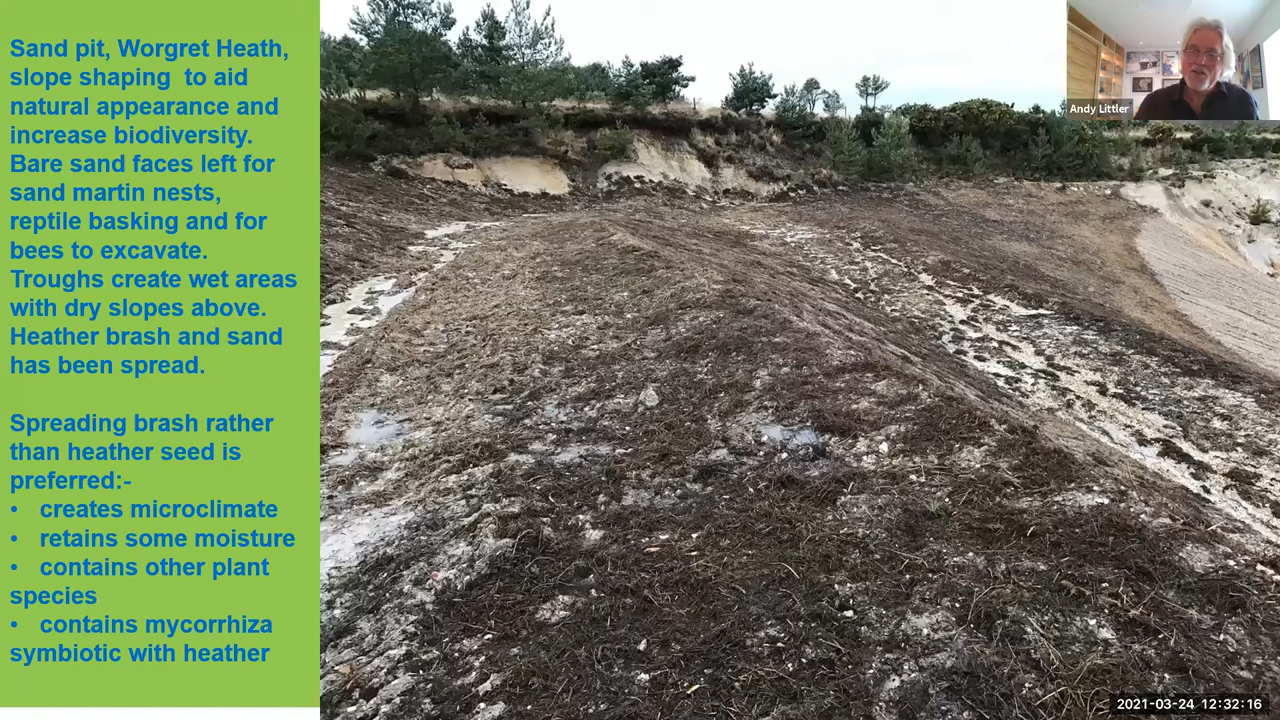 Sand pit, Worgret Heath,
slope shaping  to aid
natural appearance and
increase biodiversity.
Bare sand faces left for
sand martin nests,
reptile basking and for
bees to excavate.
Troughs create wet areas
with dry slopes above.
Heather brash and sand
has been spread.
Spreading brash rather
than heather seed is
preferred:-
• creates microclimate
• retains some moisture
• contains other plant
species
• contains mycorrhiza
symbiotic with heather
Andy Littler
2021-03-24 12:32:16